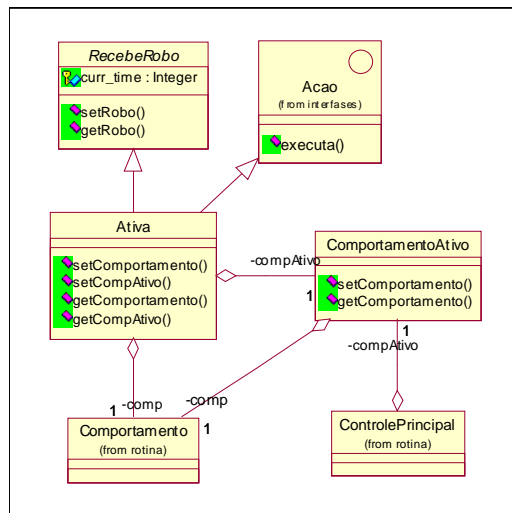 RecebeRobo
curr_time : Integer
setRobo()
getRobo()
Acao
(from interfases)
executa()
Ativa
setComportamento()
setCompAtivo()
getComportamento()
getCompAtivo()
-compAtivo
1
ComportamentoAtivo
setComportamento()
getComportamento()
1
-compAtivo
-comp
1
-comp
1
Comportamento
(from rotina)
ControlePrincipal
(from rotina)